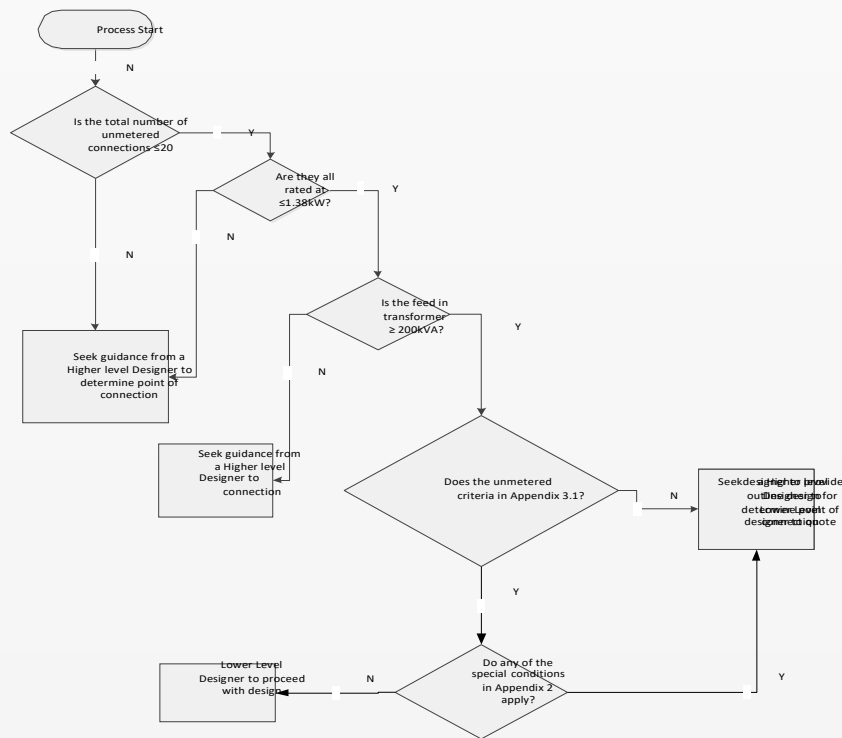 Process Start
N
Is the total number of
unmetered
connections ≤20
Y
Are they all
rated at
≤1.38kW?
Y
N
N
Is the feed in
transformer
≥ 200kVA?
Y
Seek guidance from a
Higher level Designer to
determine point of
connection
N
Seek guidance from
a Higher level
Designer to
connection
Does the unmetered
criteria in Appendix 3.1?
N
Y
Do any of the
special conditions
in Appendix 2
apply?
Y
N
Lower Level
Designer to proceed
with design